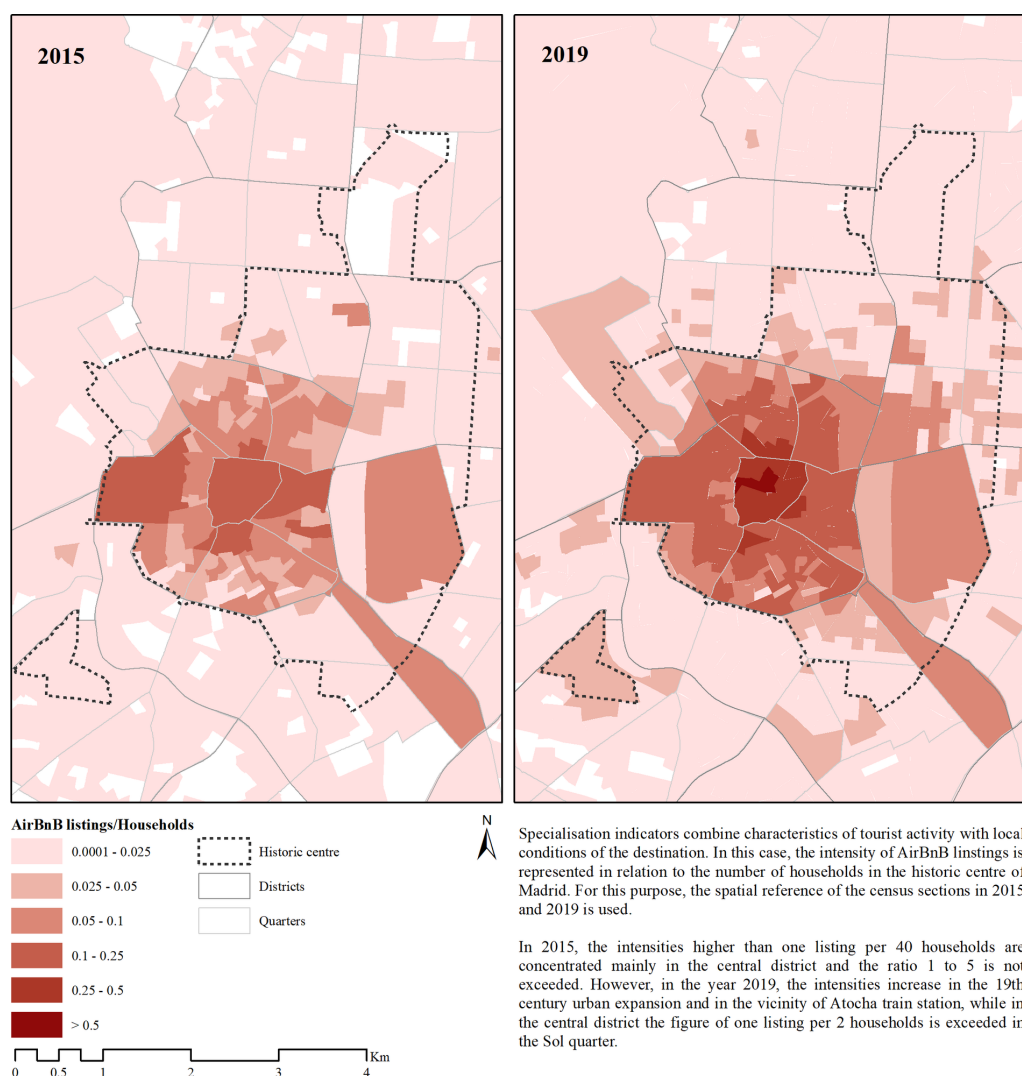 2015
2019
AirBnB listings/Households
0.0001 - 0.025
0.025 - 0.05
0.05 - 0.1
0.1 - 0.25
0.25 - 0.5
> 0.5
Historic centre
Districts
Quarters
N
0 0.5 1 2 3 4
Km
Specialisation indicators combine characteristics of tourist activity with local
conditions of the destination. In this case, the intensity of AirBnB linstings is
represented in relation to the number of households in the historic centre of
Madrid. For this purpose, the spatial reference of the census sections in 2015
and 2019 is used.
In 2015, the intensities higher than one listing per 40 households are
concentrated mainly in the central district and the ratio 1 to 5 is not
exceeded. However, in the year 2019, the intensities increase in the 19th
century urban expansion and in the vicinity of Atocha train station, while in
the central district the figure of one listing per 2 households is exceeded in
the Sol quarter.